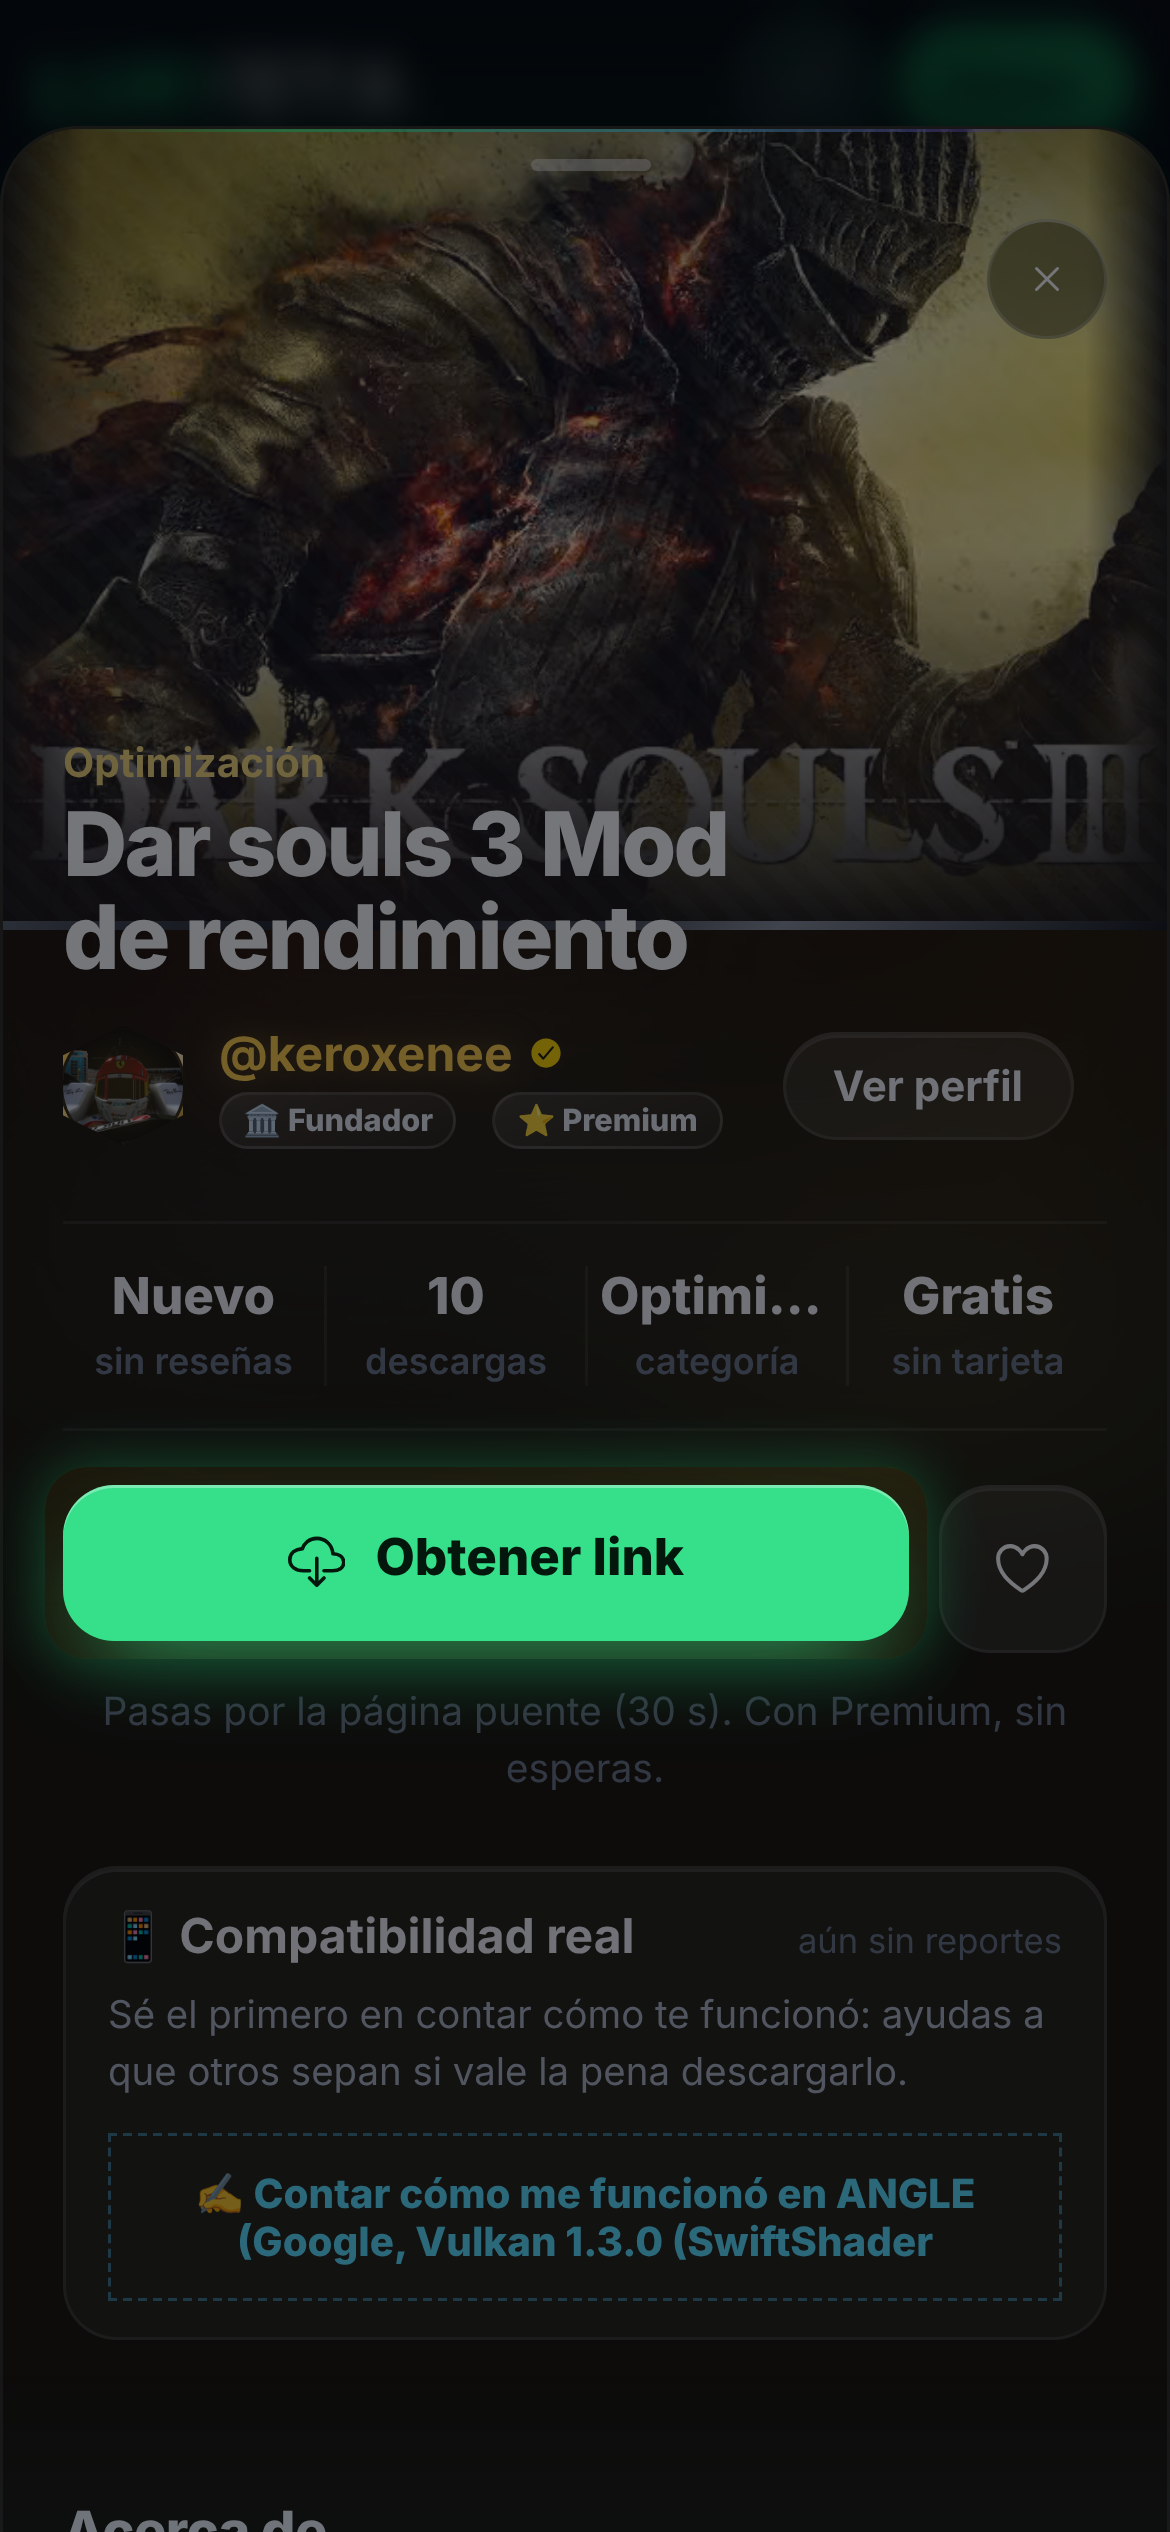 DARK SOULS III
Optimización
Dar souls 3 Mod
de rendimiento
@keroxenee
🏛️ Fundador
⭐ Premium
Ver perfil
Nuevo
sin reseñas
10
descargas
Optimi...
categoría
Gratis
sin tarjeta
Obtener link
Pasas por la página puente (30 s). Con Premium, sin
esperas.
📱 Compatibilidad real
aún sin reportes
Sé el primero en contar cómo te funcionó: ayudas a
que otros sepan si vale la pena descargarlo.
✍️ Contar cómo me funcionó en ANGLE
(Google, Vulkan 1.3.0 (SwiftShader
Acerca de